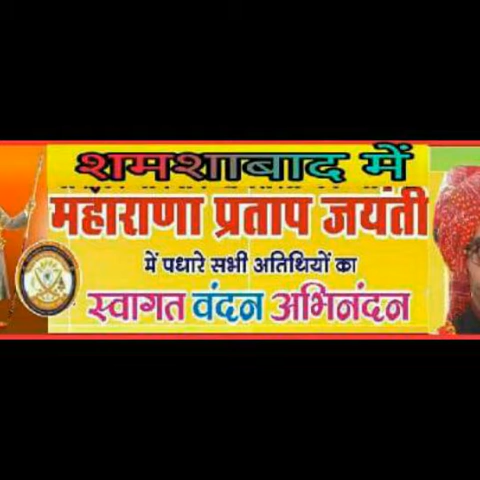 शमशाबाद में
महाराणा प्रताप जयंती
में पधारे सभी अतिथियों का
स्वागत वंदन अभिनंदन